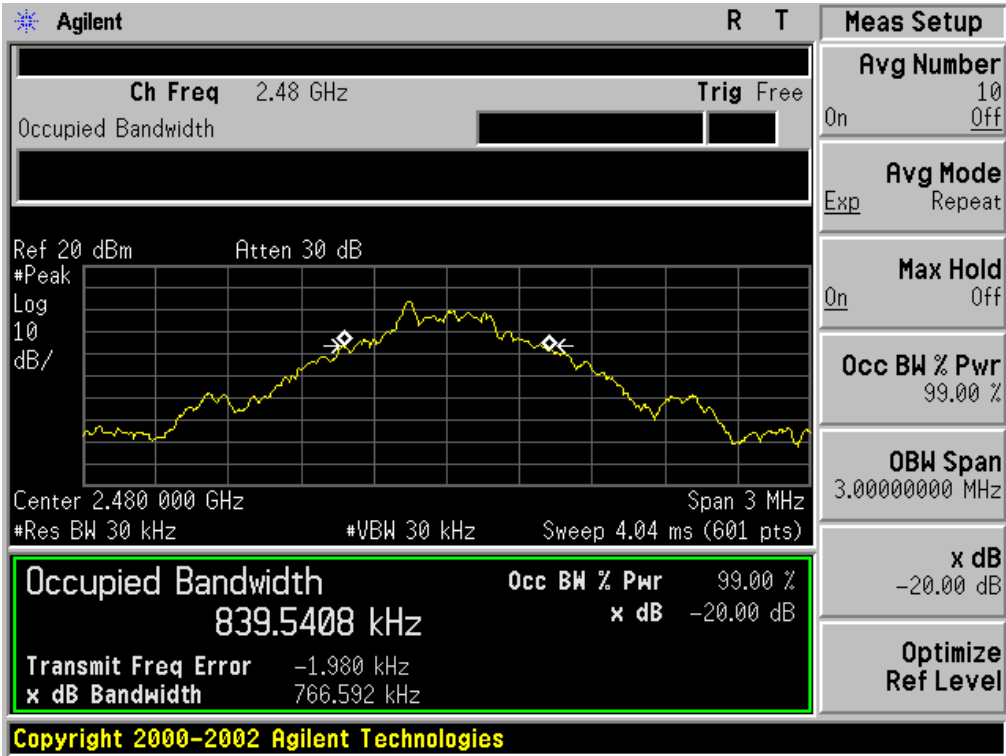 Agilent R T Meas Setup
Ch Freq 2.48 GHz Trig Free
Occupied Bandwidth
Avg Number
10
On Off
Avg Mode
Exp Repeat
Max Hold
On Off
Occ BW % Pwr
99.00 %
OBW Span
3.00000000 MHz
x dB
-20.00 dB
Optimize
Ref Level
Ref 20 dBm Atten 30 dB
#Peak
Log
10
dB/
Center 2.480 000 GHz Span 3 MHz
#Res BW 30 kHz #VBW 30 kHz Sweep 4.04 ms (601 pts)
Occupied Bandwidth Occ BW % Pwr 99.00 %
839.5408 kHz x dB -20.00 dB
Transmit Freq Error -1.980 kHz
x dB Bandwidth 766.592 kHz
Copyright 2000-2002 Agilent Technologies